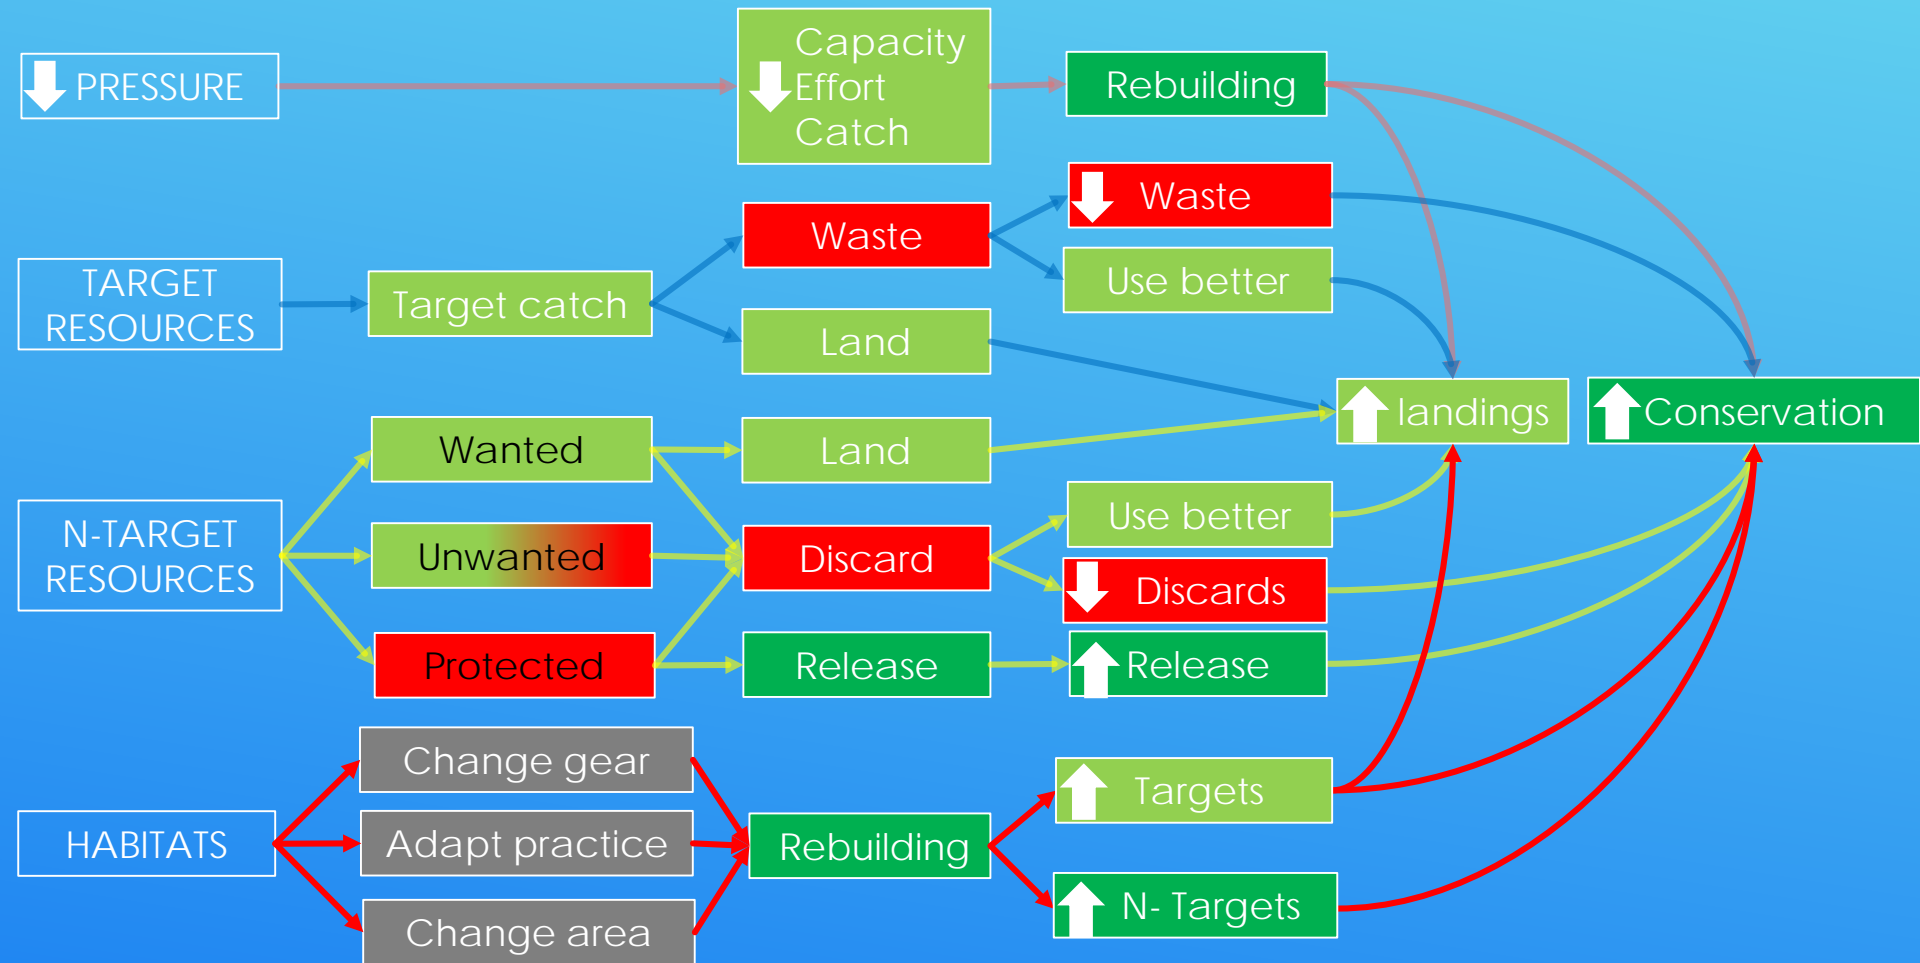 PRESSURE
Capacity
Effort
Catch
Rebuilding
Waste
Waste
TARGET
RESOURCES
Target catch
Use better
Land
landings
Conservation
Wanted
Land
N-TARGET
RESOURCES
Unwanted
Discard
Use better
Discards
Protected
Release
Release
Change gear
Targets
HABITATS
Adapt practice
Rebuilding
N- Targets
Change area